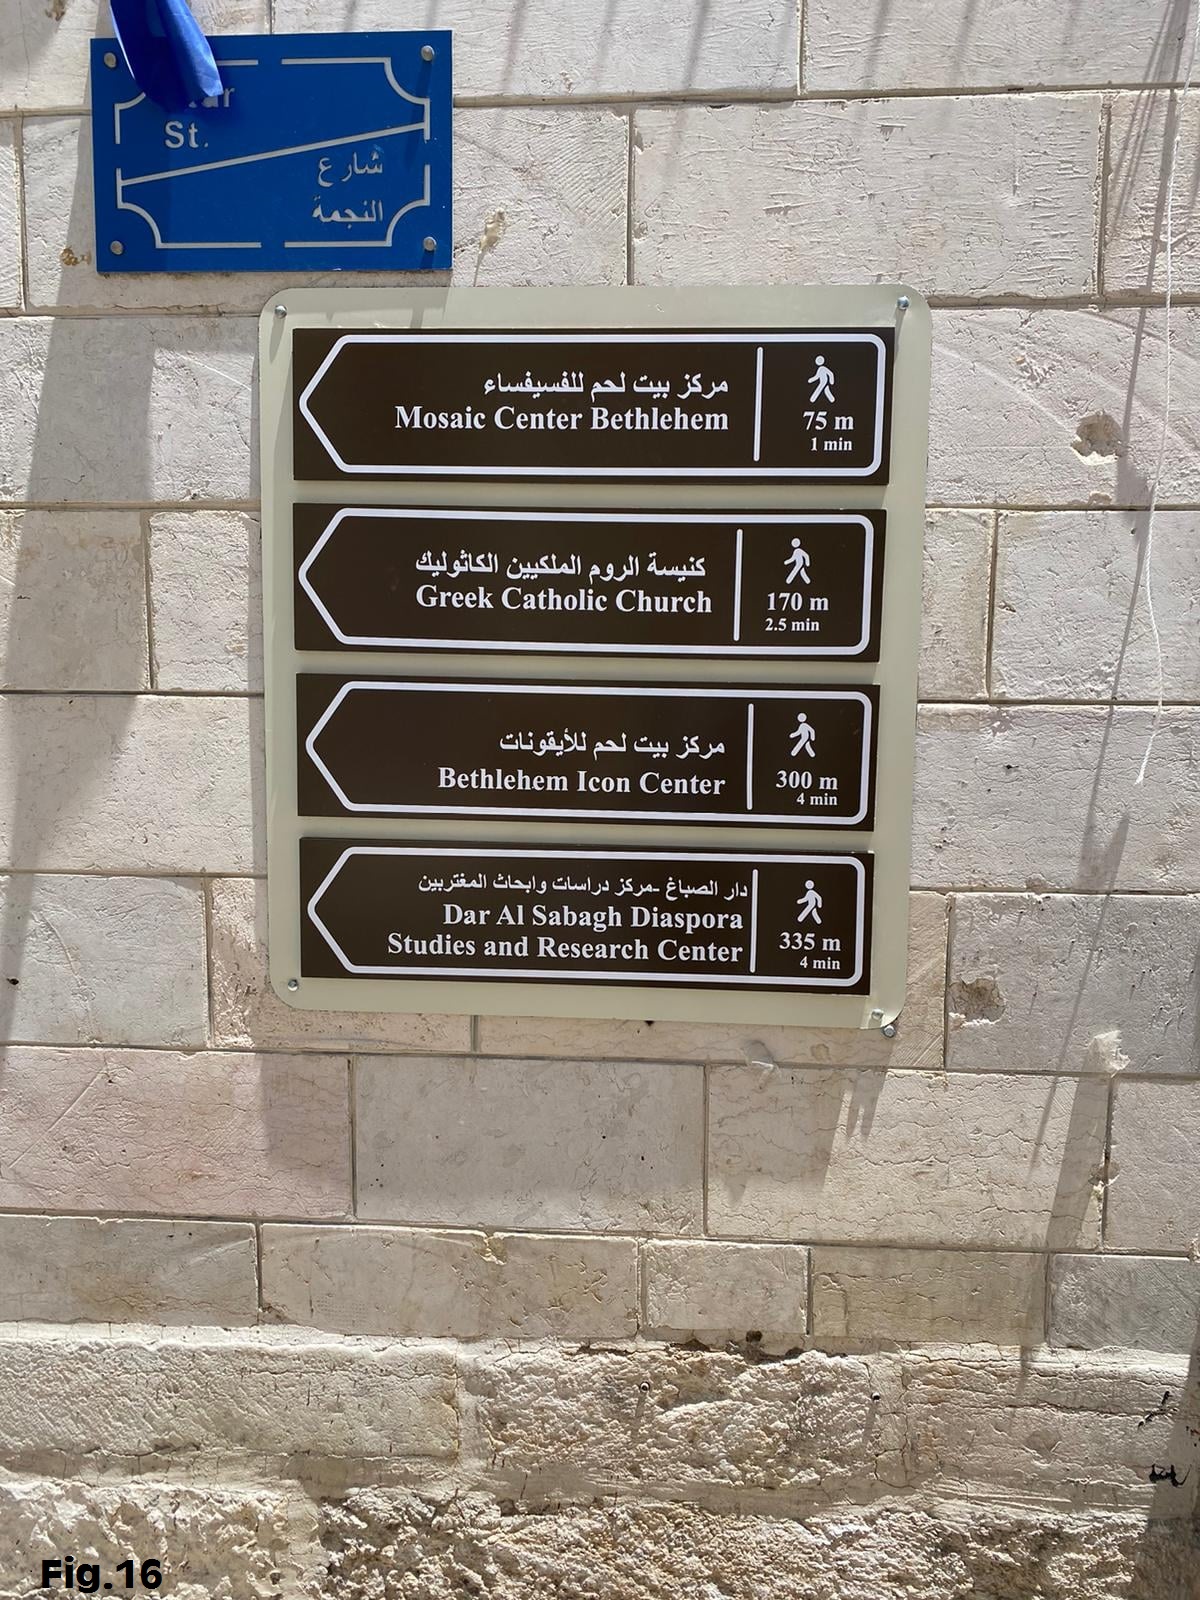 St.
شارع
النجمة
مركز بيت لحم للفسيفساء
Mosaic Center Bethlehem
75 m
1 min
كنيسة الروم الملكيين الكاثوليك
Greek Catholic Church
170 m
2.5 min
مركز بيت لحم للأيقونات
Bethlehem Icon Center
300 m
4 min
دار الصباغ -مركز دراسات وابحاث المغتربين
Dar Al Sabagh Diaspora
Studies and Research Center
335 m
4 min
Fig.16